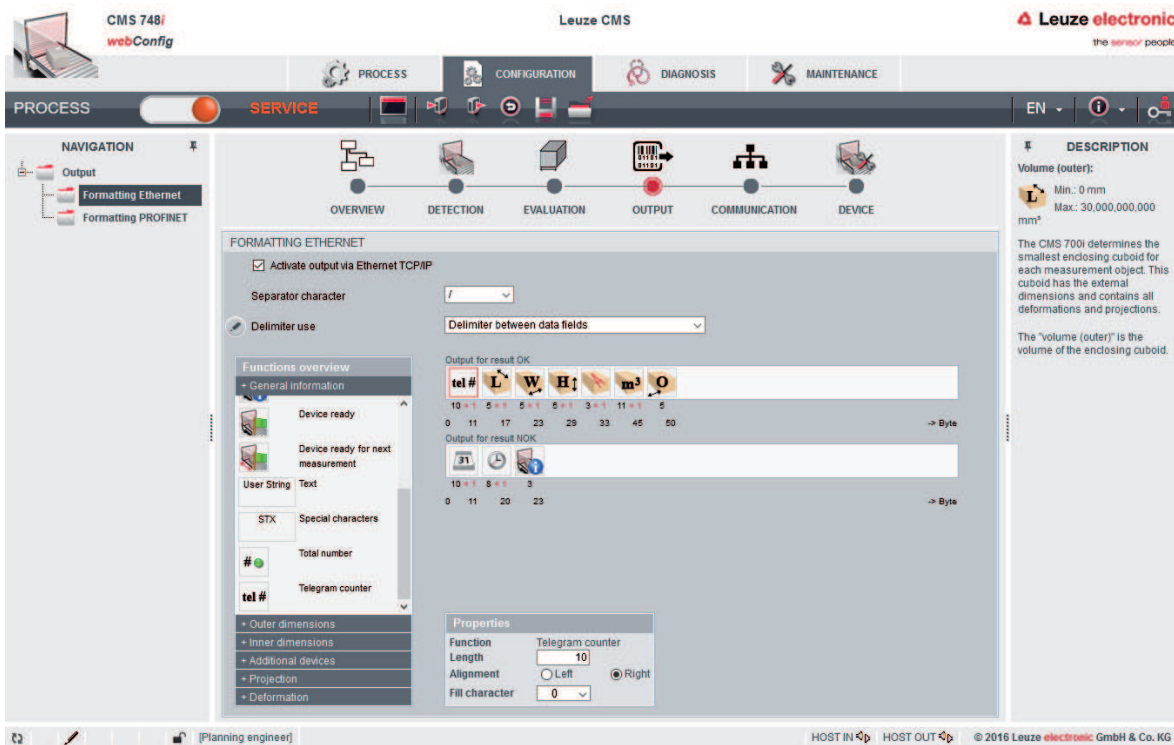 CMS 748i
webConfig
Leuze CMS
Leuze electronic
the sensor people
PROCESS
CONFIGURATION
DIAGNOSIS
MAINTENANCE
PROCESS
SERVICE
EN
NAVIGATION
Output
Formatting Ethernet
Formatting PROFINET
OVERVIEW
DETECTION
EVALUATION
OUTPUT
COMMUNICATION
DEVICE
FORMATTING ETHERNET
Activate output via Ethernet TCP/IP
Separator character
/
Delimiter use
Delimiter between data fields
Functions overview
+ General information
Device ready
Device ready for next
measurement
User String
Text
STX
Special characters
#
Total number
tel #
Telegram counter
+ Outer dimensions
+ Inner dimensions
+ Additional devices
+ Projection
+ Deformation
Output for result OK
tel # L W H m³ O
10 + 1 5 + 1 5 + 1 5 + 1 3 + 1 11 + 1 5
0 11 17 23 29 33 45 50 -> Byte
Output for result NOK
31
10 + 1 8 + 1 3
0 11 20 23 -> Byte
Properties
Function Telegram counter
Length 10
Alignment Left Right
Fill character 0
DESCRIPTION
Volume (outer):
L
Min.: 0 mm
Max.: 30,000,000,000
mm³
The CMS 700i determines the
smallest enclosing cuboid for
each measurement object. This
cuboid has the external
dimensions and contains all
deformations and projections.
The "volume (outer)" is the
volume of the enclosing cuboid.
[Planning engineer]
HOST IN
HOST OUT
© 2016 Leuze electronic GmbH & Co. KG